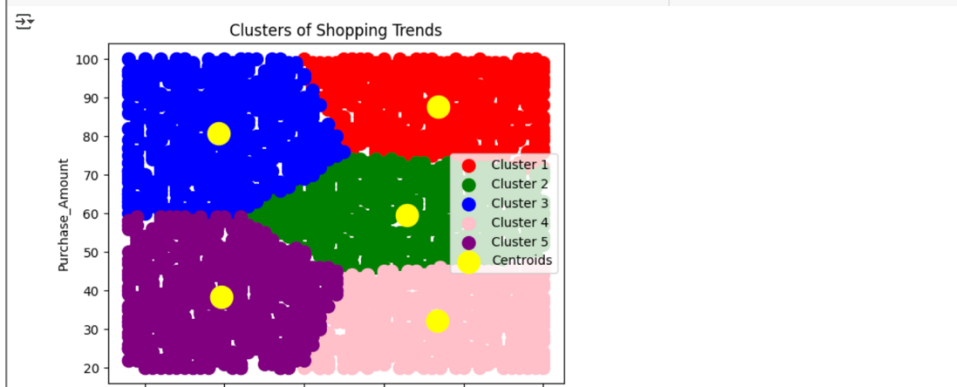 Clusters of Shopping Trends
100
90
80
70
60
50
40
30
20
Purchase_Amount
Cluster 1
Cluster 2
Cluster 3
Cluster 4
Cluster 5
Centroids